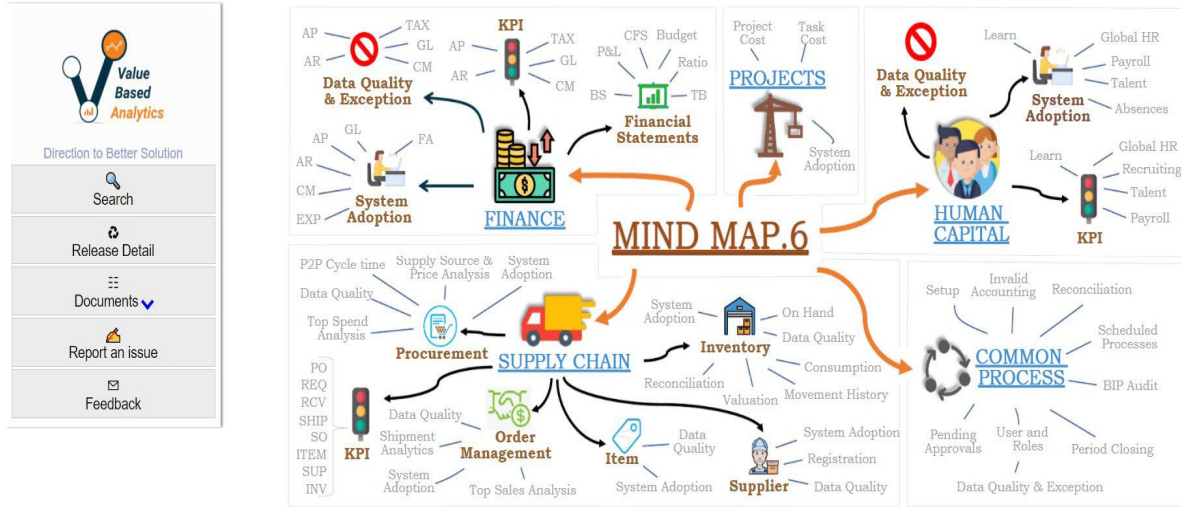 Value
Based
Analytics
Direction to Better Solution
Search
Release Detail
Documents
Report an issue
Feedback
AP
TAX
GL
AR
CM
Data Quality
& Exception
KPI
AP
TAX
GL
AR
CM
CFS
Budget
P&L
Ratio
BS
TB
Financial
Statements
GL
AP
FA
AR
CM
EXP
System
Adoption
FINANCE
Project
Cost
Task
Cost
PROJECTS
System
Adoption
Data Quality
& Exception
Learn
Global HR
Payroll
Talent
Absences
System
Adoption
HUMAN
CAPITAL
Learn
Global HR
Recruiting
Talent
Payroll
KPI
MIND MAP.6
P2P Cycle time
Supply Source &
Price Analysis
System
Adoption
Data Quality
Top Spend
Analysis
Procurement
SUPPLY CHAIN
System
Adoption
On Hand
Data Quality
Inventory
Consumption
Reconciliation
Movement History
Valuation
PO
REQ
RCV
SHIP
SO
ITEM
SUP
INV
KPI
Data Quality
Shipment
Analytics
Order
Management
System
Adoption
Top Sales Analysis
Data
Quality
Item
System Adoption
System Adoption
Registration
Supplier
Data Quality
Setup
Invalid
Accounting
Reconciliation
Scheduled
Processes
COMMON
PROCESS
BIP Audit
Pending
Approvals
User and
Roles
Period Closing
Data Quality & Exception